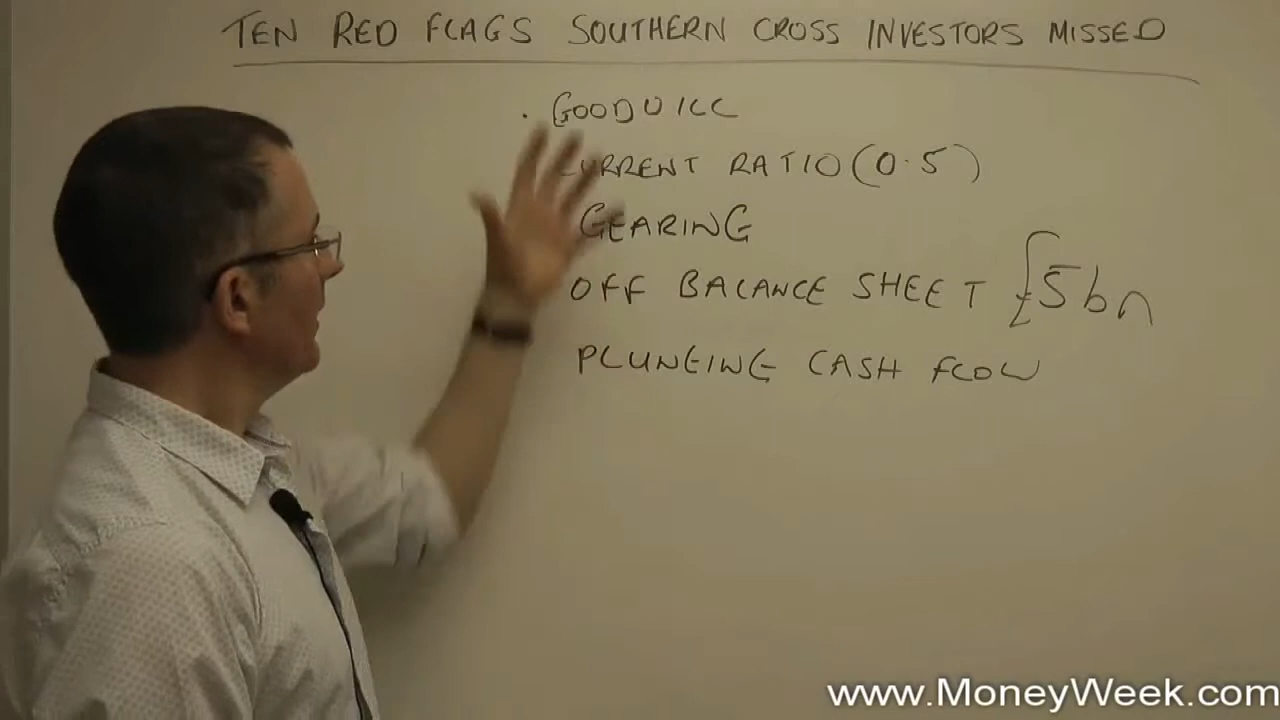 TEN RED FLAGS SOUTHERN CROSS INVESTORS MISSED
· GOODWILL
CURRENT RATIO (0.5)
GEARING
OFF BALANCE SHEET £5bn
PLUNGING CASH FLOW
www.MoneyWeek.com